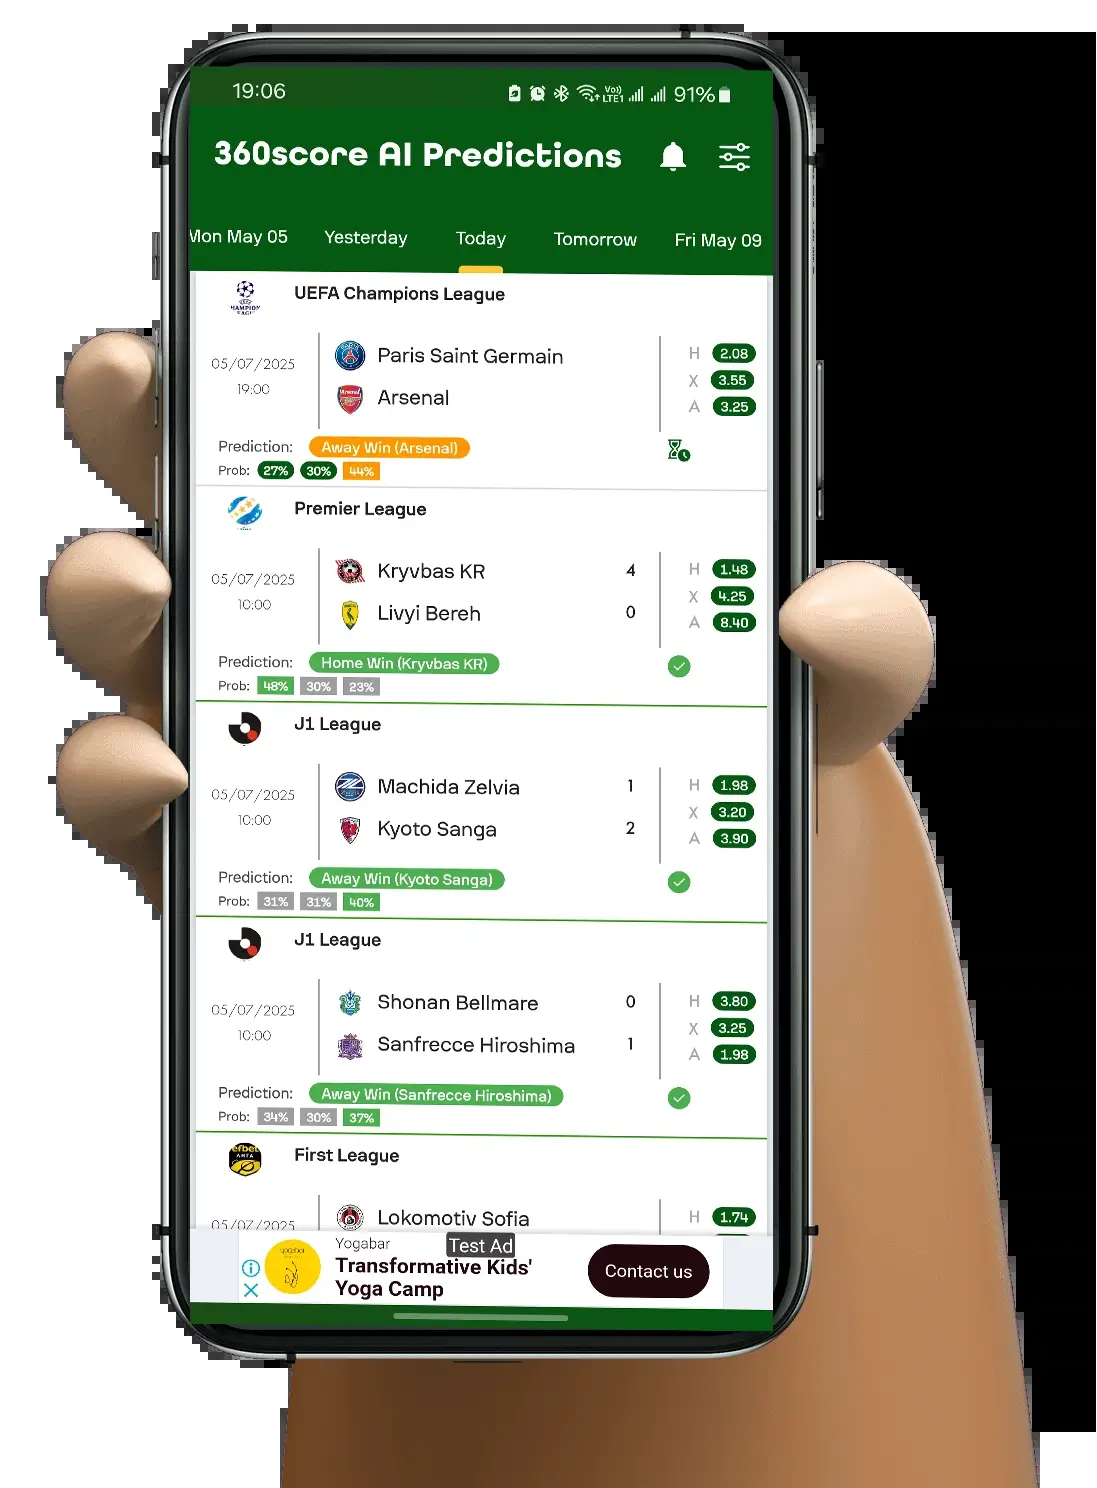 19:06 Vo) LTE1 91%
360score AI Predictions
Mon May 05 Yesterday Today Tomorrow Fri May 09
UEFA Champions League
05/07/2025
19:00
Paris Saint Germain
Arsenal
H 2.08
X 3.55
A 3.25
Prediction: Away Win (Arsenal)
Prob: 27% 30% 44%
Premier League
05/07/2025
10:00
Kryvbas KR 4
Livyi Bereh 0
H 1.48
X 4.25
A 8.40
Prediction: Home Win (Kryvbas KR)
Prob: 48% 30% 23%
J1 League
05/07/2025
10:00
Machida Zelvia 1
Kyoto Sanga 2
H 1.98
X 3.20
A 3.90
Prediction: Away Win (Kyoto Sanga)
Prob: 31% 31% 40%
J1 League
05/07/2025
10:00
Shonan Bellmare 0
Sanfrecce Hiroshima 1
H 3.80
X 3.25
A 1.98
Prediction: Away Win (Sanfrecce Hiroshima)
Prob: 34% 30% 37%
efbet
First League
05/07/2025
Lokomotiv Sofia
H 1.74
Yogabar
Test Ad
Transformative Kids'
Yoga Camp
Contact us